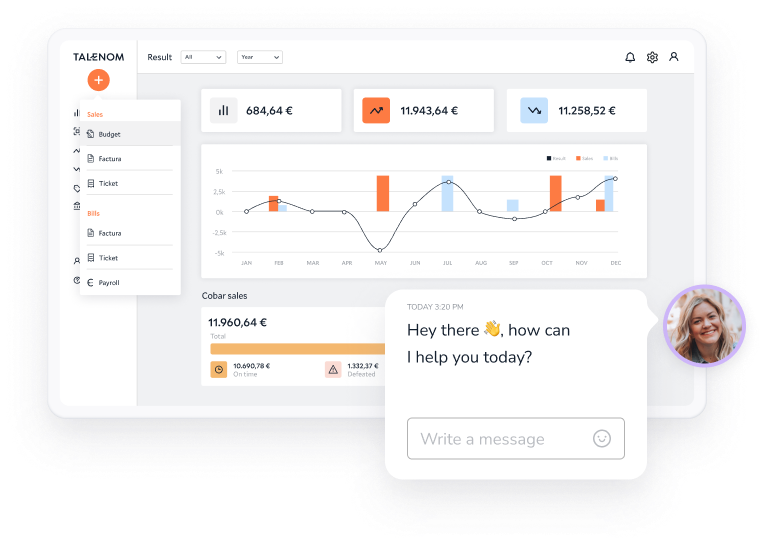 TALENOM
Result
All
Year
Sales
Budget
Factura
Ticket
Bills
Factura
Ticket
Payroll
684,64 €
11.943,64 €
11.258,52 €
Result
Sales
Bills
5k
2,5k
0k
-2,5k
-5k
JAN FEB MAR APR MAY JUN JUL AUG SEP OCT NOV DEC
Cobar sales
11.960,64 €
Total
10.690,78 €
On time
1.332,37 €
Defeated
TODAY 3:20 PM
Hey there 👋, how can
I help you today?
Write a message